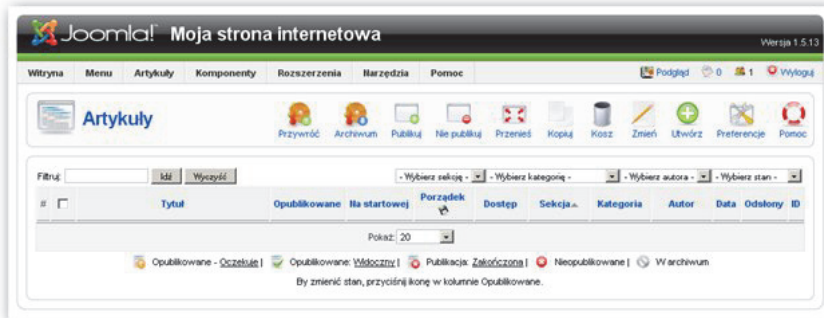 Joomla! Moja strona internetowa
Wersja 1.5.13
Witryna Menu Artykuły Komponenty Rozszerzenia Narzędzia Pomoc Podgląd 0 1 Wyloguj
Artykuły
Przywróć Archiwum Publikuj Nie publikuj Przenieś Kopiuj Kosz Zmień Utwórz Preferencje Pomoc
Filtruj: Idź Wyczyść - Wybierz sekcję - - Wybierz kategorię - - Wybierz autora - - Wybierz stan -
# Tytuł Opublikowane Na startowej Porządek Dostęp Sekcja Kategoria Autor Data Odsłony ID
Pokaż: 20
Opublikowane - Oczekuje | Opublikowane: Widoczny | Publikacja: Zakończona | Nieopublikowane | W archiwum
By zmienić stan, przyciśnij ikonę w kolumnie Opublikowane.